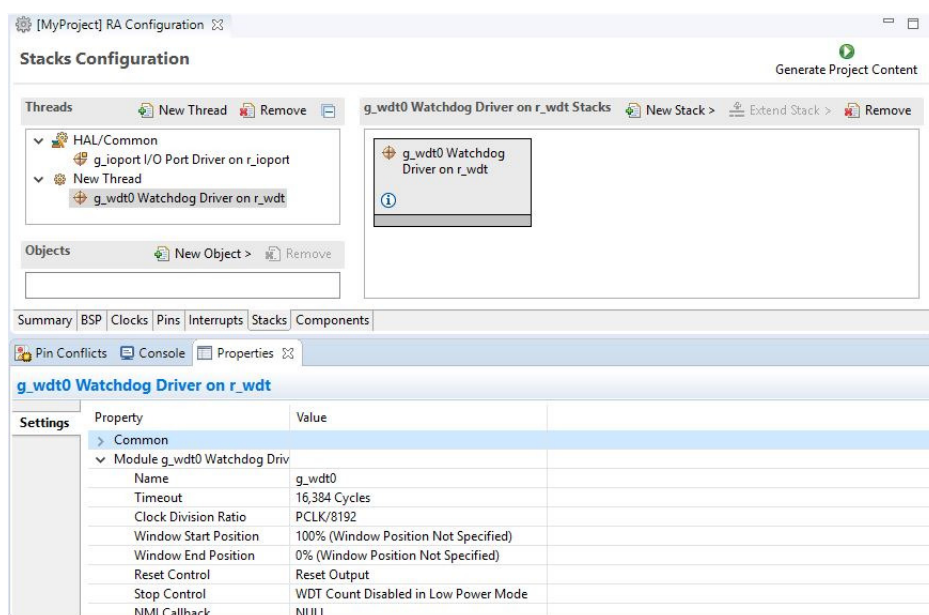 [MyProject] RA Configuration
Stacks Configuration
Generate Project Content
Threads
New Thread
Remove
g_wdt0 Watchdog Driver on r_wdt Stacks
New Stack >
Extend Stack >
Remove
HAL/Common
g_ioport I/O Port Driver on r_ioport
New Thread
g_wdt0 Watchdog Driver on r_wdt
g_wdt0 Watchdog
Driver on r_wdt
Objects
New Object >
Remove
Summary BSP Clocks Pins Interrupts Stacks Components
Pin Conflicts Console Properties
g_wdt0 Watchdog Driver on r_wdt
Settings
Property Value
Common
Module g_wdt0 Watchdog Driv
Name g_wdt0
Timeout 16,384 Cycles
Clock Division Ratio PCLK/8192
Window Start Position 100% (Window Position Not Specified)
Window End Position 0% (Window Position Not Specified)
Reset Control Reset Output
Stop Control WDT Count Disabled in Low Power Mode
NMI Callback NULL